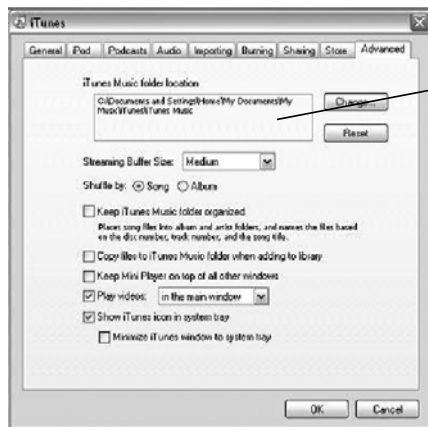 iTunes
General iPod Podcasts Audio Importing Burning Sharing Store Advanced
iTunes Music folder location
C:\Documents and Settings\Home\My Documents\My
Music\iTunes\iTunes Music
Change...
Reset
Streaming Buffer Size: Medium
Shuffle by: Song Album
Keep iTunes Music folder organized
Places song files into album and artist folders, and names the files based
on the disc number, track number, and the song title.
Copy files to iTunes Music folder when adding to library
Keep Mini Player on top of all other windows
Play videos: in the main window
Show iTunes icon in system tray
Minimize iTunes window to system tray
OK Cancel